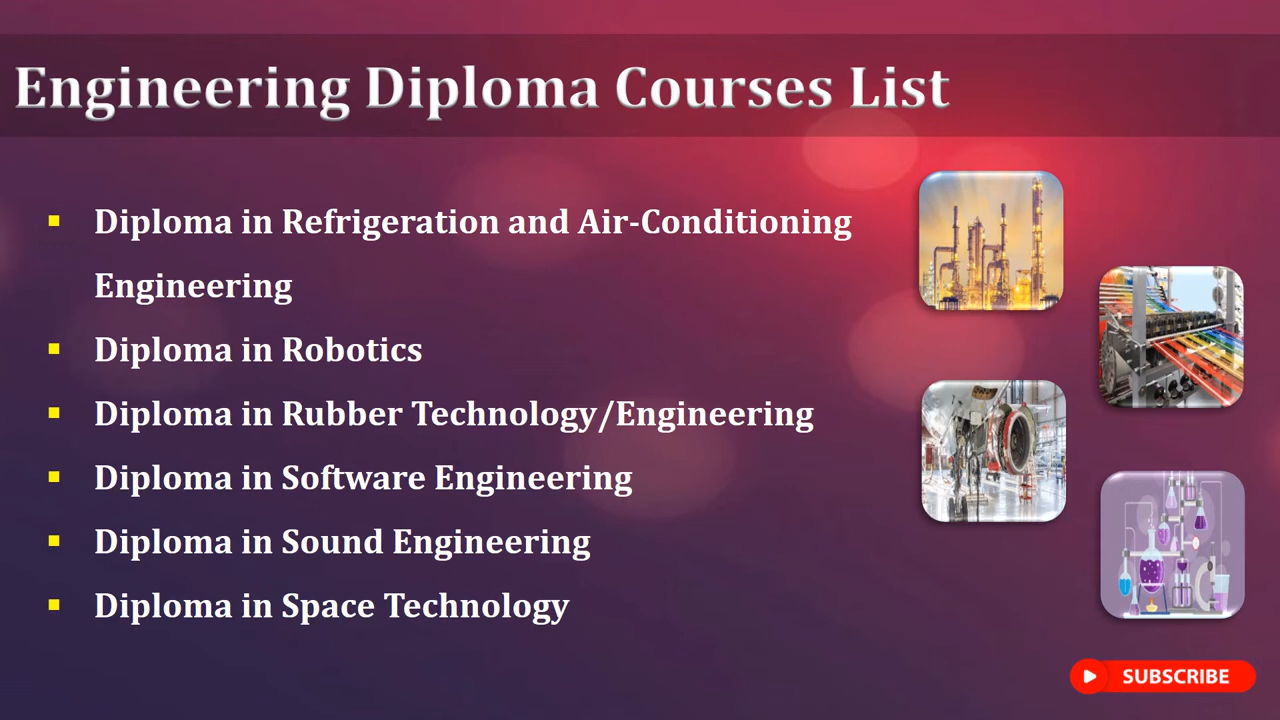 Engineering Diploma Courses List
Diploma in Refrigeration and Air-Conditioning
Engineering
Diploma in Robotics
Diploma in Rubber Technology/Engineering
Diploma in Software Engineering
Diploma in Sound Engineering
Diploma in Space Technology
SUBSCRIBE